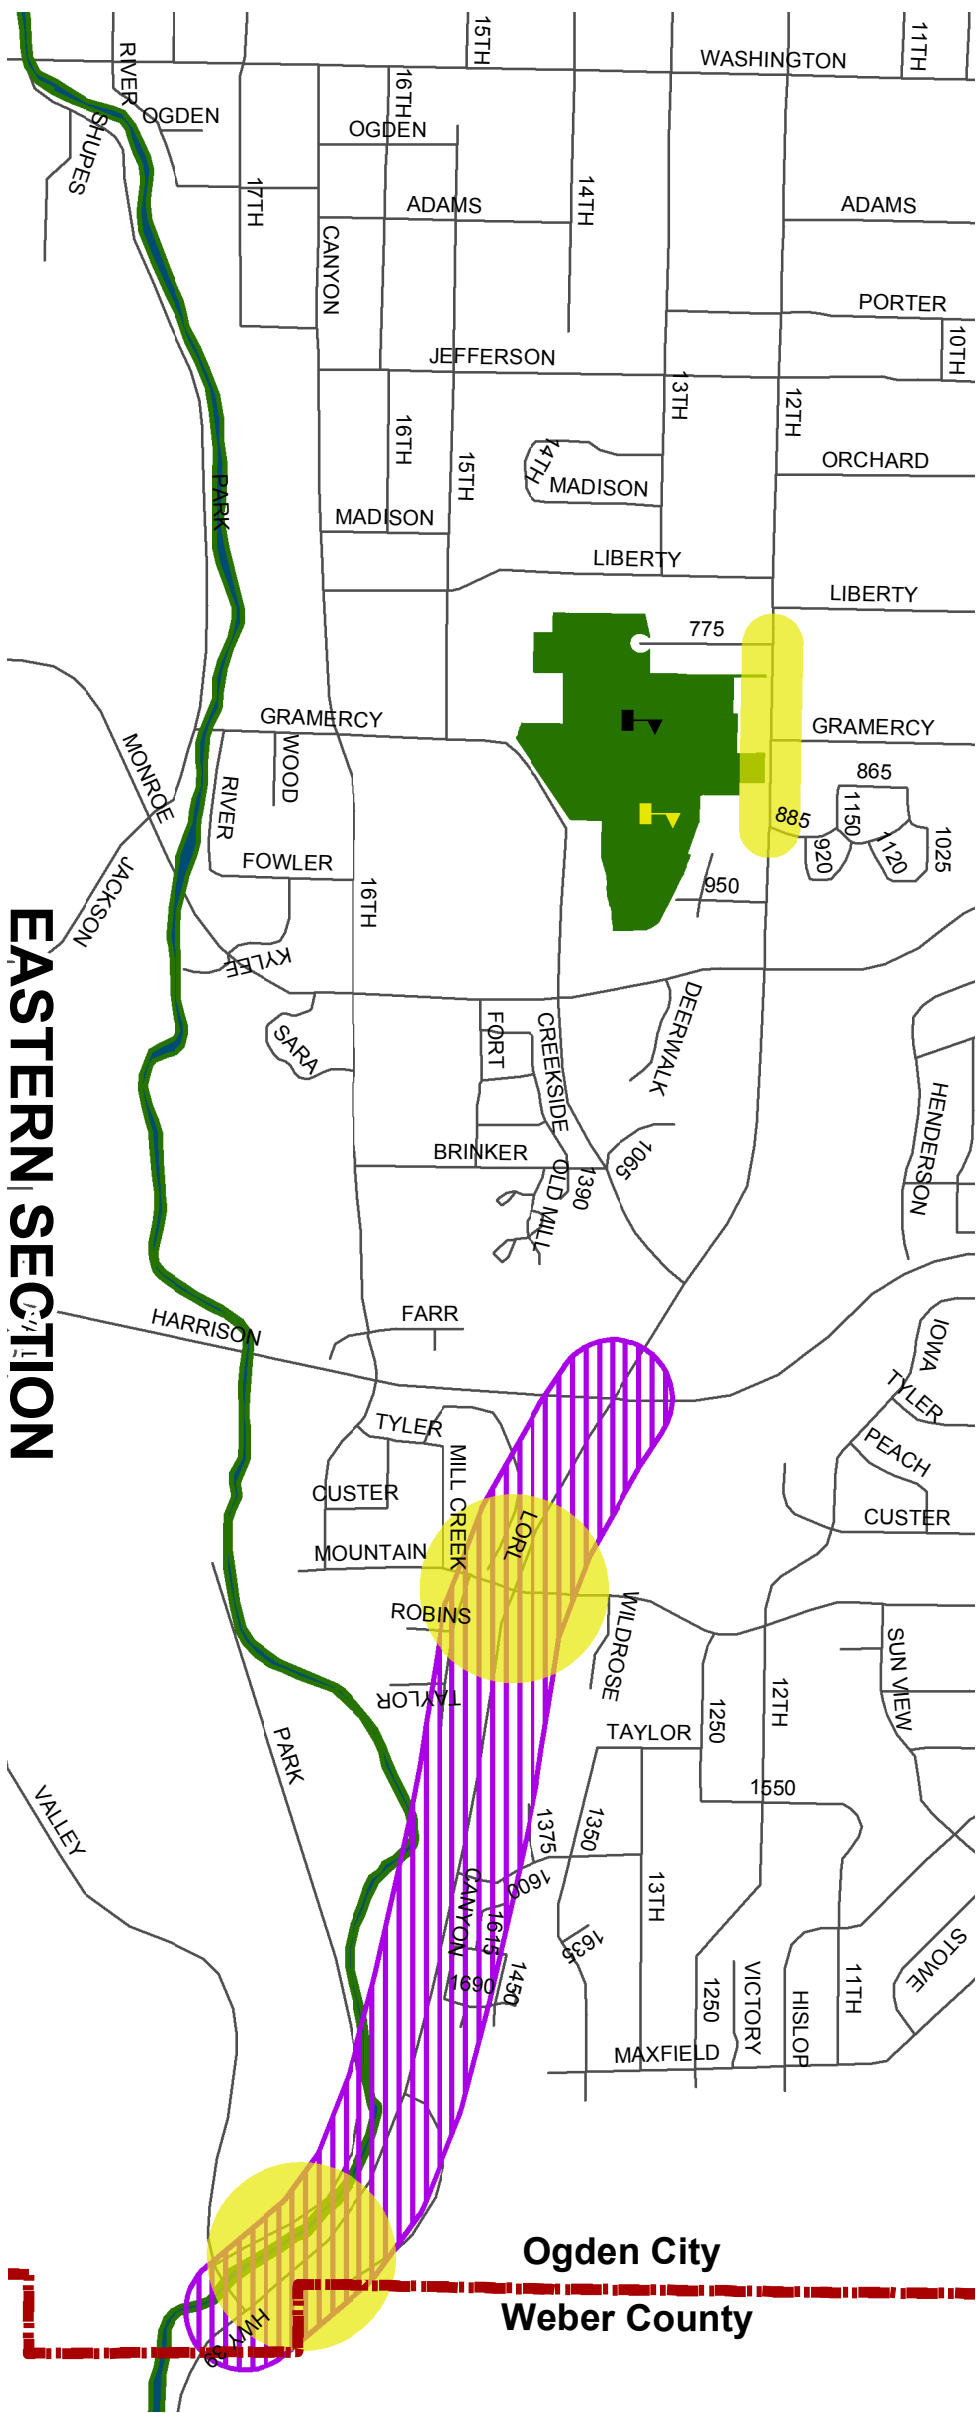 15TH
11TH
WASHINGTON
RIVER
16TH
OGDEN
SHUPES
OGDEN
17TH
14TH
ADAMS
ADAMS
CANYON
PORTER
10TH
JEFFERSON
13TH
12TH
16TH
15TH
14TH
ORCHARD
MADISON
PARK
MADISON
LIBERTY
LIBERTY
775
GRAMERCY
GRAMERCY
WOOD
MONROE
RIVER
865
885
1150
920
1120
1025
FOWLER
JACKSON
16TH
950
KYLEE
EASTERN SECTION
SARA
FORT
CREEKSIDE
DEERWALK
HENDERSON
BRINKER
1065
OLD MILL
1390
HARRISON
FARR
IOWA
TYLER
TYLER
PEACH
MILL CREEK
CUSTER
CUSTER
LORL
MOUNTAIN
ROBINS
WILDROSE
SUN VIEW
TAYLOR
12TH
1250
TAYLOR
PARK
1550
VALLEY
1375
1350
1600
CANYON
13TH
1615
1635
STOWE
1690
1450
1250
VICTORY
HISLOP
11TH
MAXFIELD
Ogden City
Weber County
HWY 39